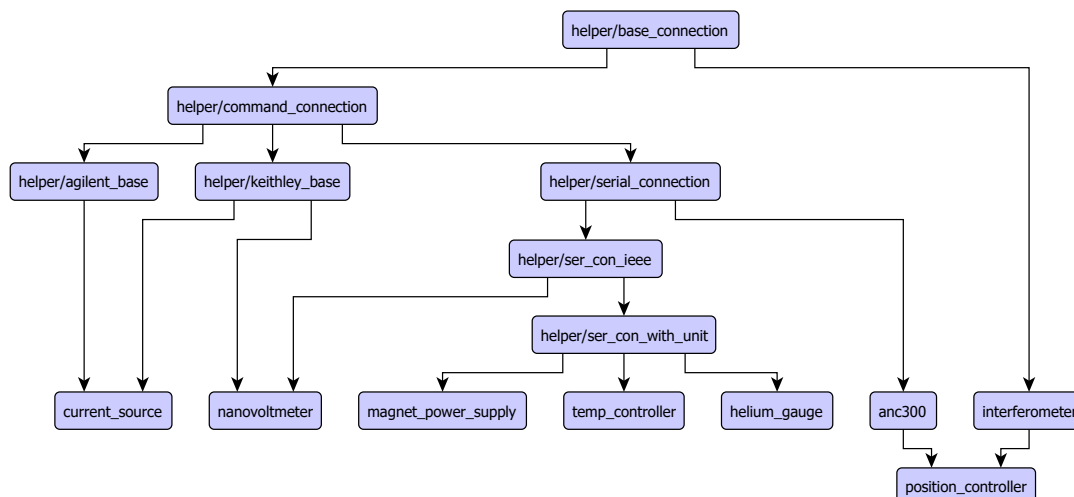 helper/base_connection
helper/command_connection
helper/agilent_base
helper/keithley_base
helper/serial_connection
helper/ser_con_ieee
helper/ser_con_with_unit
current_source
nanovoltmeter
magnet_power_supply
temp_controller
helium_gauge
anc300
interferometer
position_controller